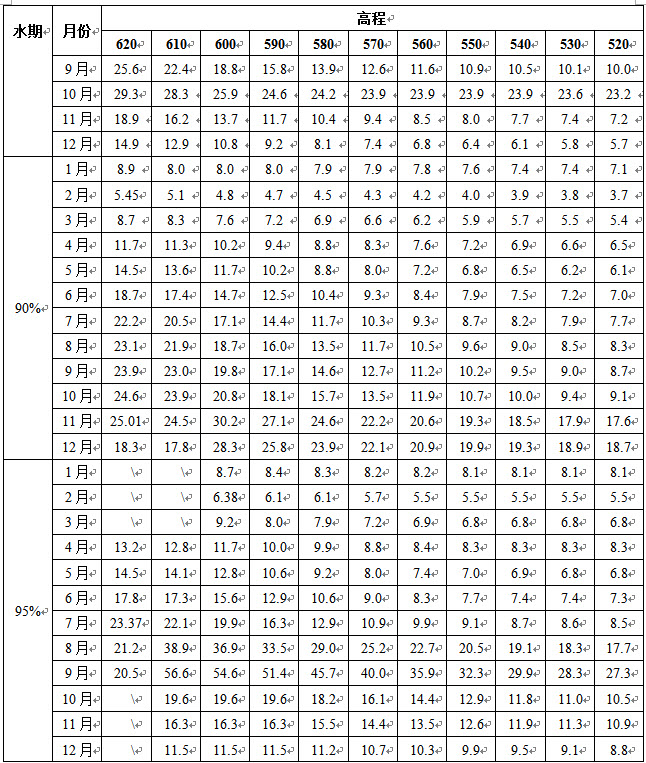 水期 月份 高程
620 610 600 590 580 570 560 550 540 530 520
9月 25.6 22.4 18.8 15.8 13.9 12.6 11.6 10.9 10.5 10.1 10.0
10月 29.3 28.3 25.9 24.6 24.2 23.9 23.9 23.9 23.9 23.6 23.2
11月 18.9 16.2 13.7 11.7 10.4 9.4 8.5 8.0 7.7 7.4 7.2
12月 14.9 12.9 10.8 9.2 8.1 7.4 6.8 6.4 6.1 5.8 5.7
90% 1月 8.9 8.0 8.0 8.0 7.9 7.9 7.8 7.6 7.4 7.4 7.1
2月 5.45 5.1 4.8 4.7 4.5 4.3 4.2 4.0 3.9 3.8 3.7
3月 8.7 8.3 7.6 7.2 6.9 6.6 6.2 5.9 5.7 5.5 5.4
4月 11.7 11.3 10.2 9.4 8.8 8.3 7.6 7.2 6.9 6.6 6.5
5月 14.5 13.6 11.7 10.2 8.8 8.0 7.2 6.8 6.5 6.2 6.1
6月 18.7 17.4 14.7 12.5 10.4 9.3 8.4 7.9 7.5 7.2 7.0
7月 22.2 20.5 17.1 14.4 11.7 10.3 9.3 8.7 8.2 7.9 7.7
8月 23.1 21.9 18.7 16.0 13.5 11.7 10.5 9.6 9.0 8.5 8.3
9月 23.9 23.0 19.8 17.1 14.6 12.7 11.2 10.2 9.5 9.0 8.7
10月 24.6 23.9 20.8 18.1 15.7 13.5 11.9 10.7 10.0 9.4 9.1
11月 25.01 24.5 30.2 27.1 24.6 22.2 20.6 19.3 18.5 17.9 17.6
12月 18.3 17.8 28.3 25.8 23.9 22.1 20.9 19.9 19.3 18.9 18.7
95% 1月 \ \ 8.7 8.4 8.3 8.2 8.2 8.1 8.1 8.1 8.1
2月 \ \ 6.38 6.1 6.1 5.7 5.5 5.5 5.5 5.5 5.5
3月 \ \ 9.2 8.0 7.9 7.2 6.9 6.8 6.8 6.8 6.8
4月 13.2 12.8 11.7 10.0 9.9 8.8 8.4 8.3 8.3 8.3 8.3
5月 14.5 14.1 12.8 10.6 9.2 8.0 7.4 7.0 6.9 6.8 6.8
6月 17.8 17.3 15.6 12.9 10.6 9.0 8.3 7.7 7.4 7.4 7.3
7月 23.37 22.1 19.9 16.3 12.9 10.9 9.9 9.1 8.7 8.6 8.5
8月 21.2 38.9 36.9 33.5 29.0 25.2 22.7 20.5 19.1 18.3 17.7
9月 20.5 56.6 54.6 51.4 45.7 40.0 35.9 32.3 29.9 28.3 27.3
10月 \ 19.6 19.6 19.6 18.2 16.1 14.4 12.9 11.8 11.0 10.5
11月 \ 16.3 16.3 16.3 15.5 14.4 13.5 12.6 11.9 11.3 10.9
12月 \ 11.5 11.5 11.5 11.2 10.7 10.3 9.9 9.5 9.1 8.8